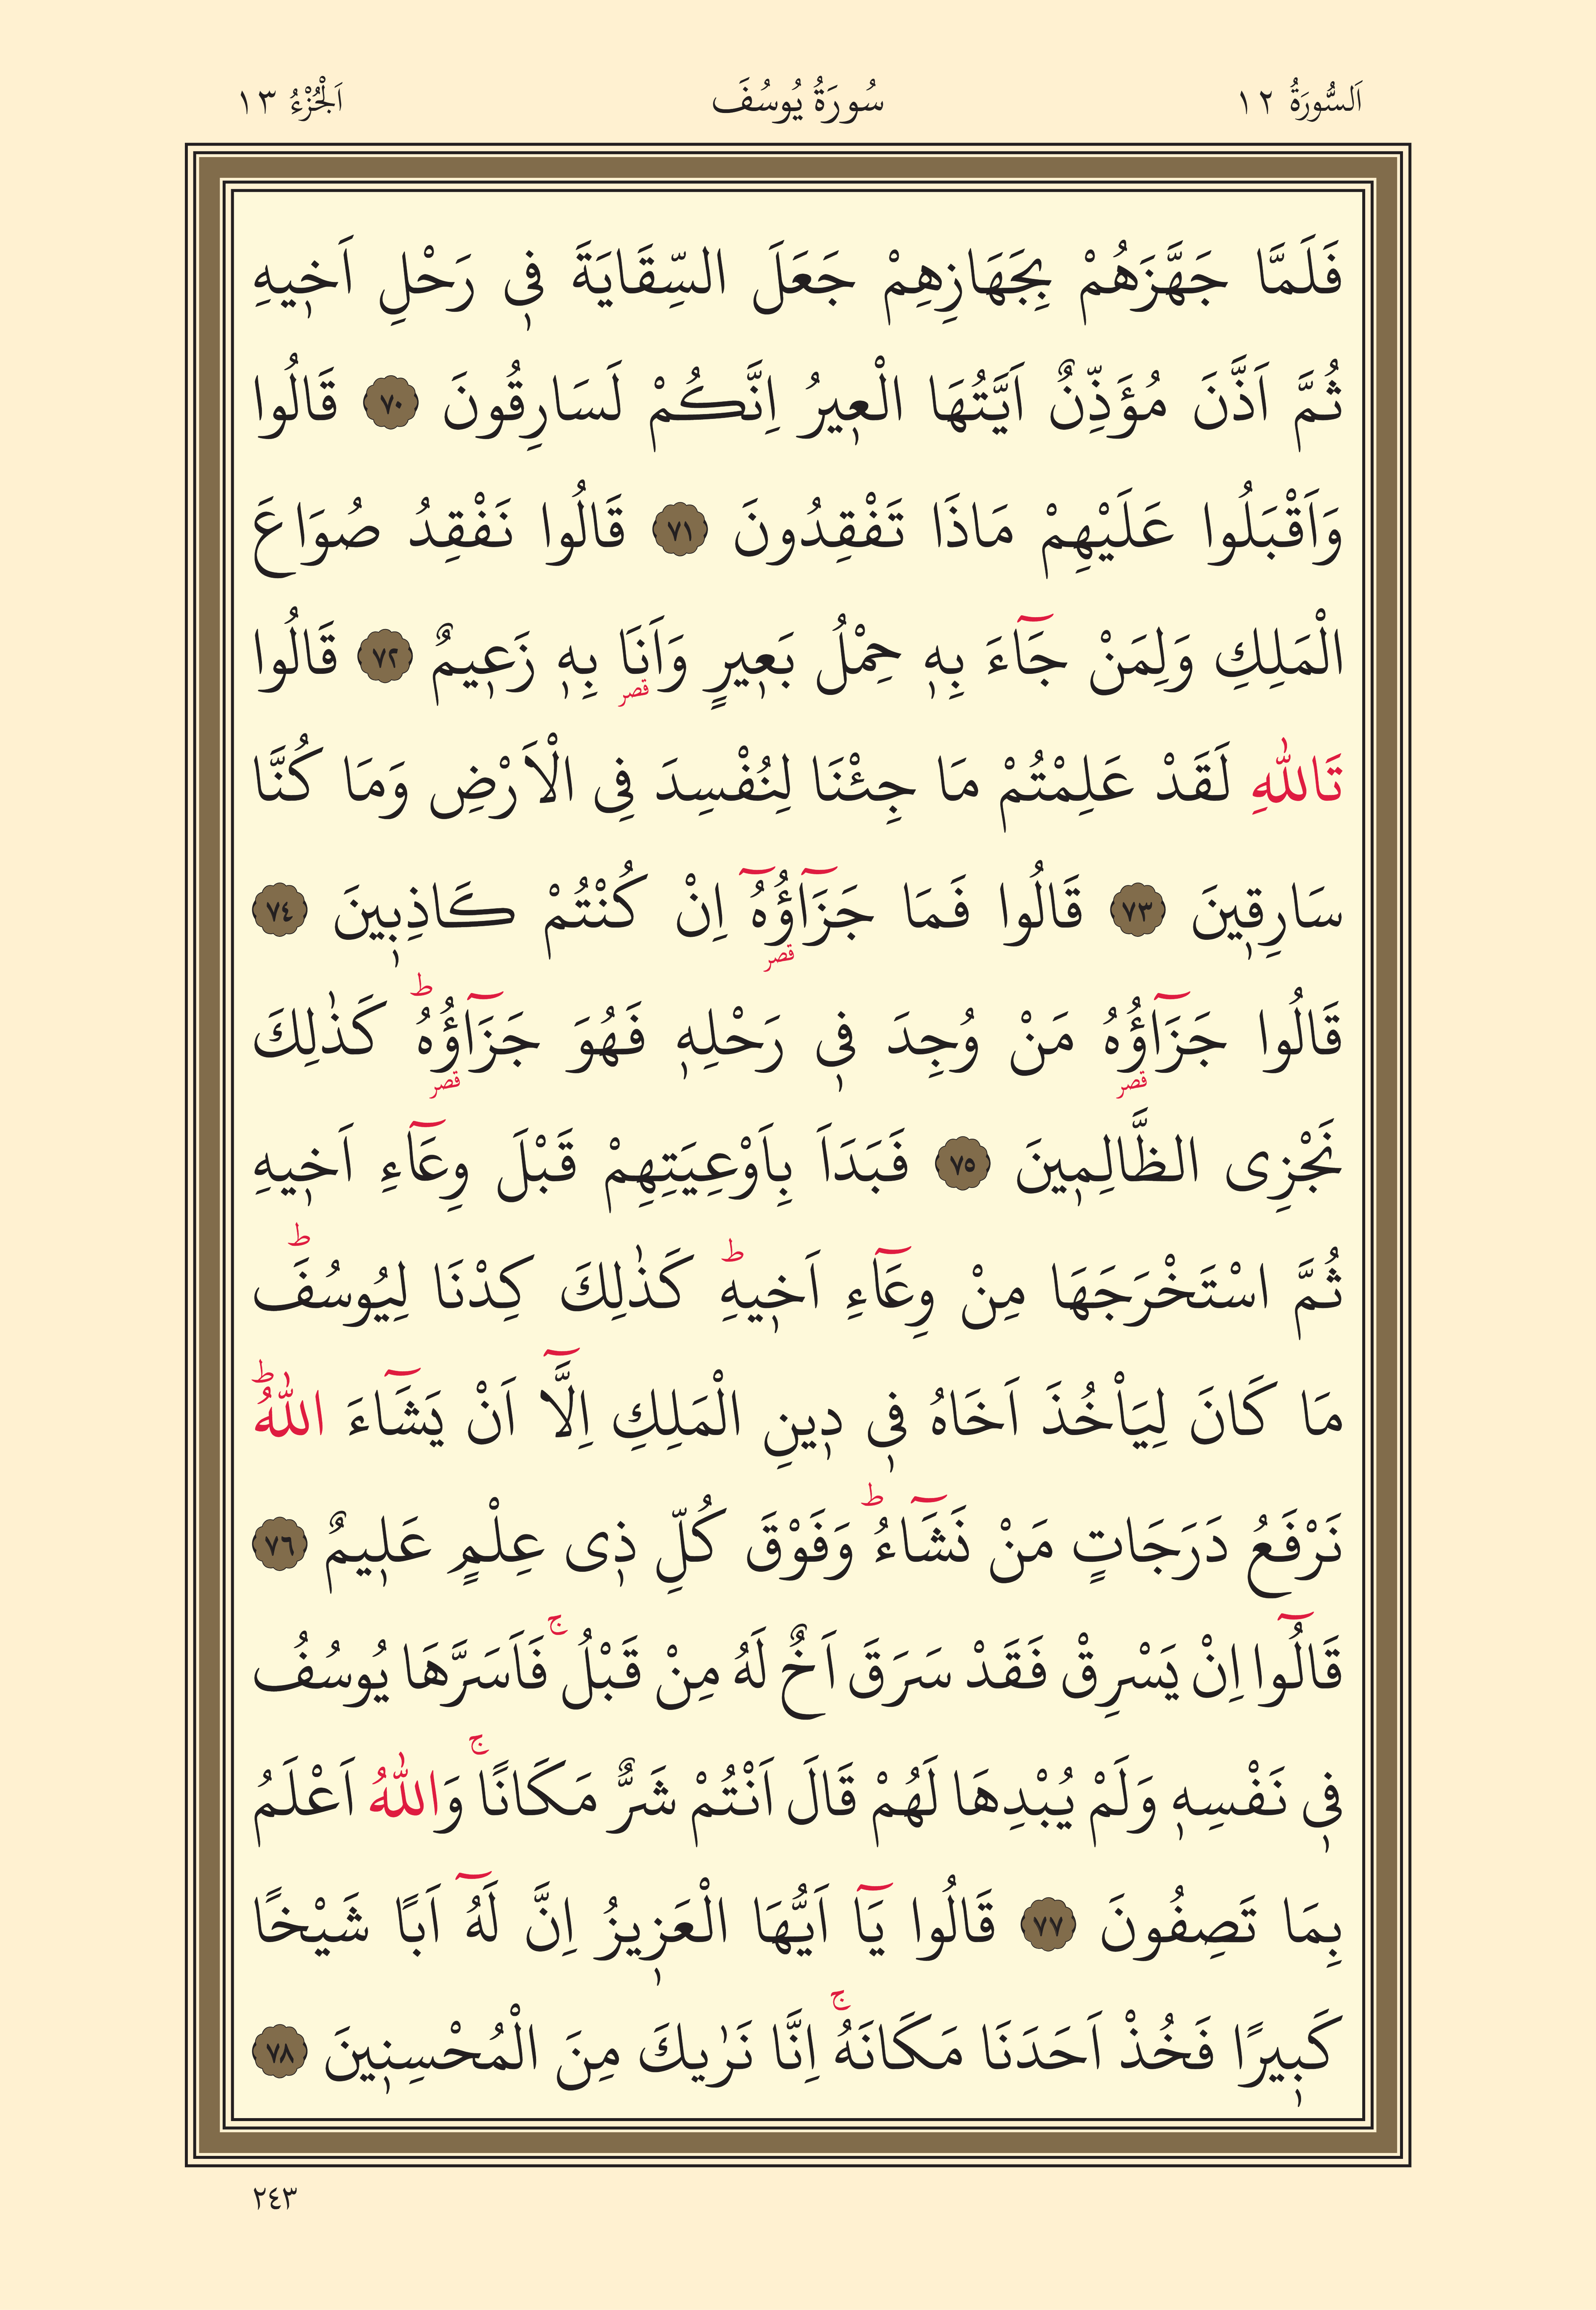 اَلسُّورَةُ ١٢
سُورَةُ يُوسُفَ
اَلْجُزْءُ ١٣
فَلَمَّا جَهَّزَهُمْ بِجَهَازِهِمْ جَعَلَ السِّقَايَةَ فٖى رَحْلِ اَخٖيهِ
ثُمَّ اَذَّنَ مُؤَذِّنٌ اَيَّتُهَا الْعٖيرُ اِنَّكُمْ لَسَارِقُونَ ٧٠ قَالُوا
وَاَقْبَلُوا عَلَيْهِمْ مَاذَا تَفْقِدُونَ ٧١ قَالُوا نَفْقِدُ صُوَاعَ
الْمَلِكِ وَلِمَنْ جَٓاءَ بِهٖ حِمْلُ بَعٖيرٍ وَاَنَا۬ قصر بِهٖ زَعٖيمٌ ٧٢ قَالُوا
تَاللّٰهِ لَقَدْ عَلِمْتُمْ مَا جِئْنَا لِنُفْسِدَ فِى الْاَرْضِ وَمَا كُنَّا
سَارِقٖينَ ٧٣ قَالُوا فَمَا جَزَٓاؤُهُٓ قصر اِنْ كُنْتُمْ كَاذِبٖينَ ٧٤
قَالُوا جَزَٓاؤُهُ قصر مَنْ وُجِدَ فٖى رَحْلِهٖ فَهُوَ جَزَٓاؤُهُؕ قصر كَذٰلِكَ
نَجْزِى الظَّالِمٖينَ ٧٥ فَبَدَاَ بِاَوْعِيَتِهِمْ قَبْلَ وِعَٓاءِ اَخٖيهِ
ثُمَّ اسْتَخْرَجَهَا مِنْ وِعَٓاءِ اَخٖيهِؕ كَذٰلِكَ كِدْنَا لِيُوسُفَؕ
مَا كَانَ لِيَاْخُذَ اَخَاهُ فٖى دٖينِ الْمَلِكِ اِلَّٓا اَنْ يَشَٓاءَ اللّٰهُؕ
نَرْفَعُ دَرَجَاتٍ مَنْ نَشَٓاءُؕ وَفَوْقَ كُلِّ ذٖى عِلْمٍ عَلٖيمٌ ٧٦
قَالُٓوا اِنْ يَسْرِقْ فَقَدْ سَرَقَ اَخٌ لَهُ مِنْ قَبْلُۚ فَاَسَرَّهَا يُوسُفُ
فٖى نَفْسِهٖ وَلَمْ يُبْدِهَا لَهُمْ قَالَ اَنْتُمْ شَرٌّ مَكَانًاۚ وَاللّٰهُ اَعْلَمُ
بِمَا تَصِفُونَ ٧٧ قَالُوا يَٓا اَيُّهَا الْعَزٖيزُ اِنَّ لَهُٓ اَبًا شَيْخًا
كَبٖيرًا فَخُذْ اَحَدَنَا مَكَانَهُۚ اِنَّا نَرٰيكَ مِنَ الْمُحْسِنٖينَ ٧٨
٢٤٣